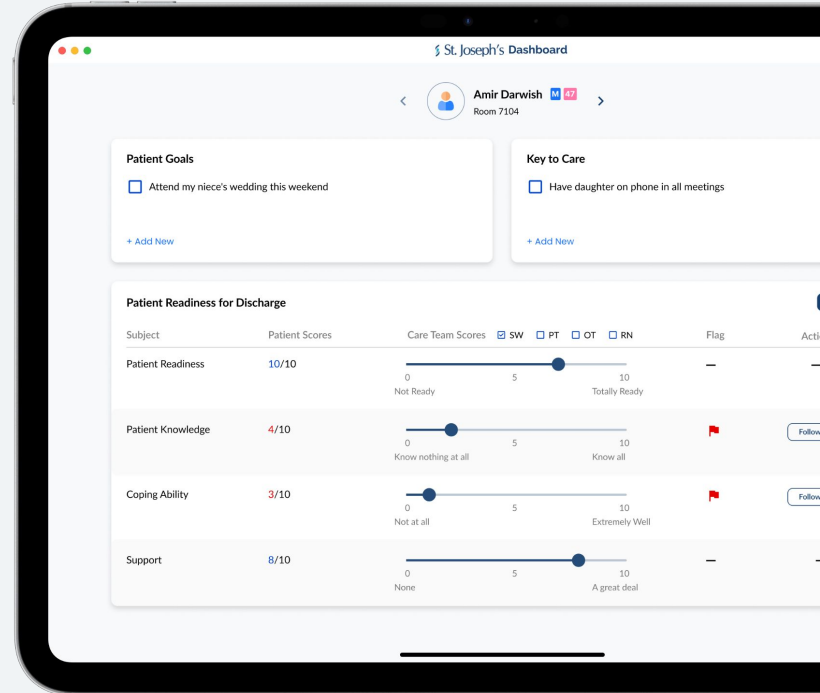 St. Joseph's Dashboard
Amir Darwish M 47
Room 7104
Patient Goals
Attend my niece's wedding this weekend
+ Add New
Key to Care
Have daughter on phone in all meetings
+ Add New
Patient Readiness for Discharge
Subject Patient Scores Care Team Scores SW PT OT RN Flag Acti
Patient Readiness 10/10
0 5 10
Not Ready Totally Ready
Patient Knowledge 4/10 Follow
0 5 10
Know nothing at all Know all
Coping Ability 3/10 Follow
0 5 10
Not at all Extremely Well
Support 8/10
0 5 10
None A great deal